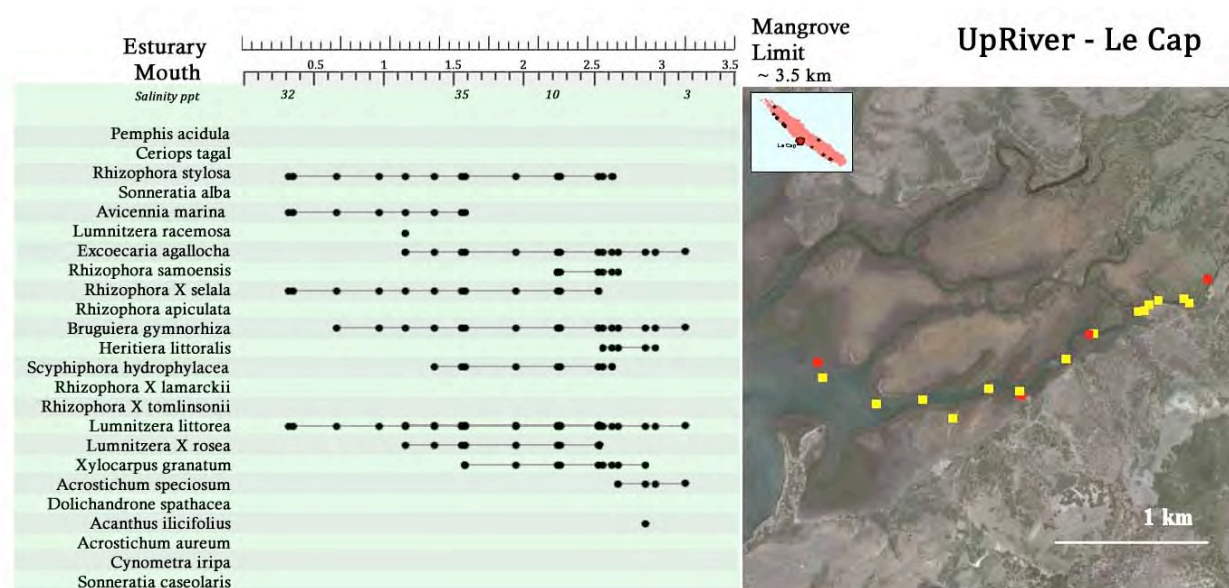 Esturary
Mouth
0.5 1 1.5 2 2.5 3 3.5
Mangrove
Limit
~ 3.5 km
UpRiver - Le Cap
Salinity ppt 32 35 10 3
Pemphis acidula
Ceriops tagal
Rhizophora stylosa
Sonneratia alba
Avicennia marina
Lumnitzera racemosa
Excoecaria agallocha
Rhizophora samoensis
Rhizophora X selala
Rhizophora apiculata
Bruguiera gymnorhiza
Heritiera littoralis
Scyphiphora hydrophylacea
Rhizophora X lamarckii
Rhizophora X tomlinsonii
Lumnitzera littorea
Lumnitzera X rosea
Xylocarpus granatum
Acrostichum speciosum
Dolichandrone spathacea
Acanthus ilicifolius
Acrostichum aureum
Cynometra iripa
Sonneratia caseolaris
Le Cap
1 km